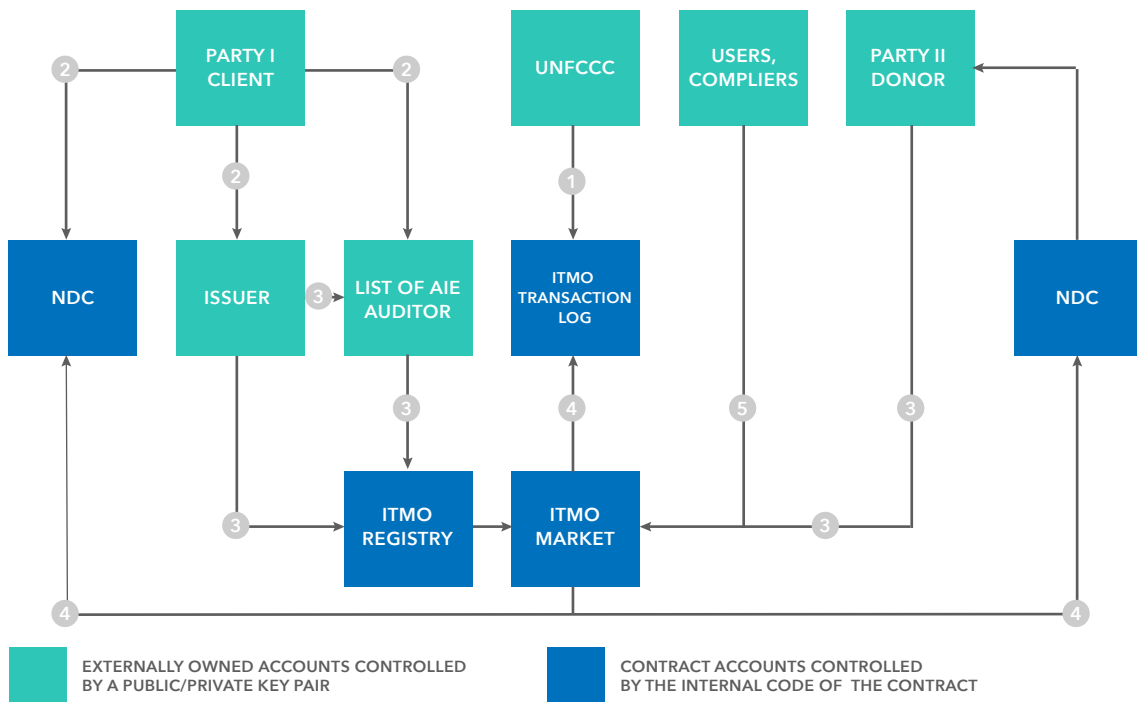 PARTY I
CLIENT
UNFCCC
USERS,
COMPLIERS
PARTY II
DONOR
2
2
2
1
NDC
ISSUER
3
LIST OF AIE
AUDITOR
ITMO
TRANSACTION
LOG
NDC
3
4
5
3
ITMO
REGISTRY
ITMO
MARKET
3
3
4
4
EXTERNALLY OWNED ACCOUNTS CONTROLLED
BY A PUBLIC/PRIVATE KEY PAIR
CONTRACT ACCOUNTS CONTROLLED
BY THE INTERNAL CODE OF THE CONTRACT